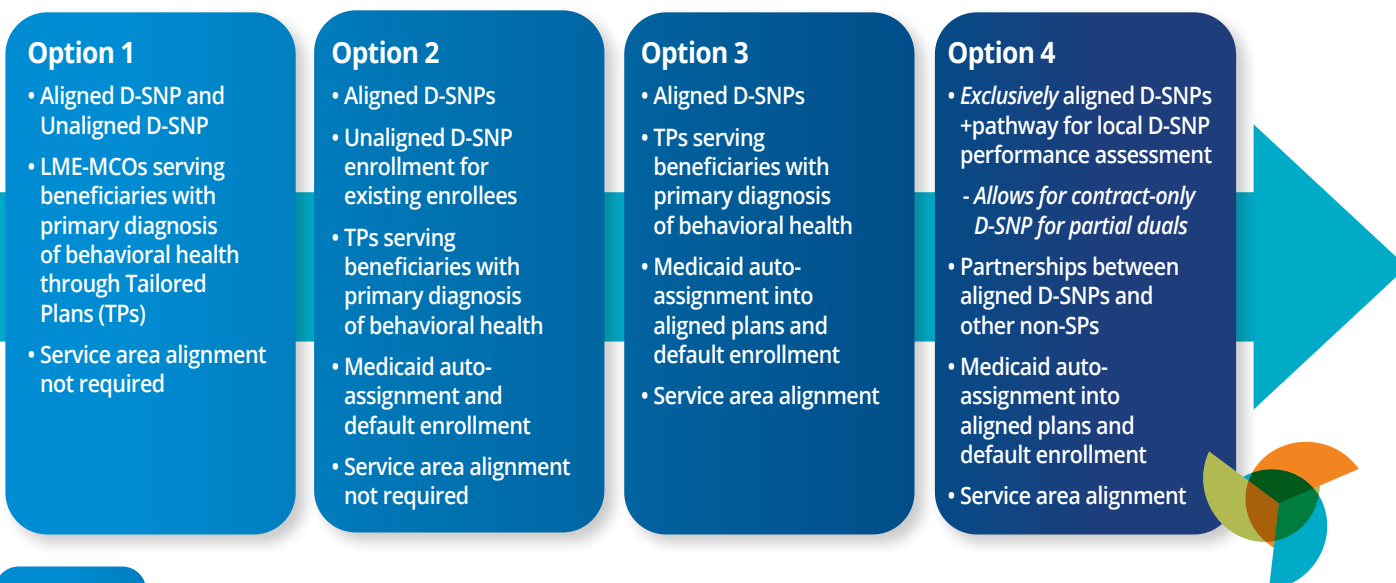 Option 1
• Aligned D-SNP and
Unaligned D-SNP
• LME-MCOs serving
beneficiaries with
primary diagnosis
of behavioral health
through Tailored
Plans (TPs)
• Service area alignment
not required
Option 2
• Aligned D-SNPs
• Unaligned D-SNP
enrollment for
existing enrollees
• TPs serving
beneficiaries with
primary diagnosis
of behavioral health
• Medicaid auto-
assignment and
default enrollment
• Service area alignment
not required
Option 3
• Aligned D-SNPs
• TPs serving
beneficiaries with
primary diagnosis
of behavioral health
• Medicaid auto-
assignment into
aligned plans and
default enrollment
• Service area alignment
Option 4
• Exclusively aligned D-SNPs
+pathway for local D-SNP
performance assessment
- Allows for contract-only
D-SNP for partial duals
• Partnerships between
aligned D-SNPs and
other non-SPs
• Medicaid auto-
assignment into
aligned plans and
default enrollment
• Service area alignment